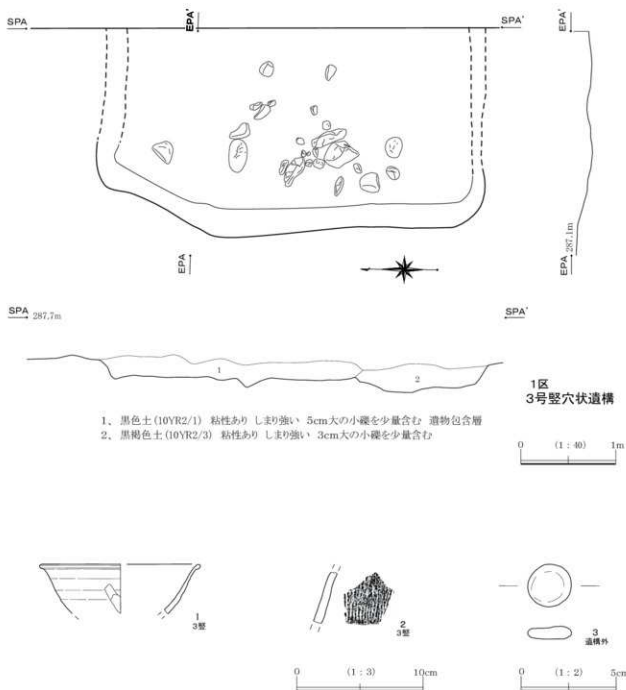 SPA
EPA'
SPA'
EPA'
EPA
EPA 287.1m
SPA 287.7m
SPA'
1
2
1区
3号竪穴状遺構
1、黒色土(10YR2/1) 粘性あり しまり強い 5cm大の小礫を少量含む 遺物包含層
2、黒褐色土(10YR2/3) 粘性あり しまり強い 3cm大の小礫を少量含む
0 (1:40) 1m
1
3竪
2
3竪
3
遺構外
0 (1:3) 10cm
0 (1:2) 5cm